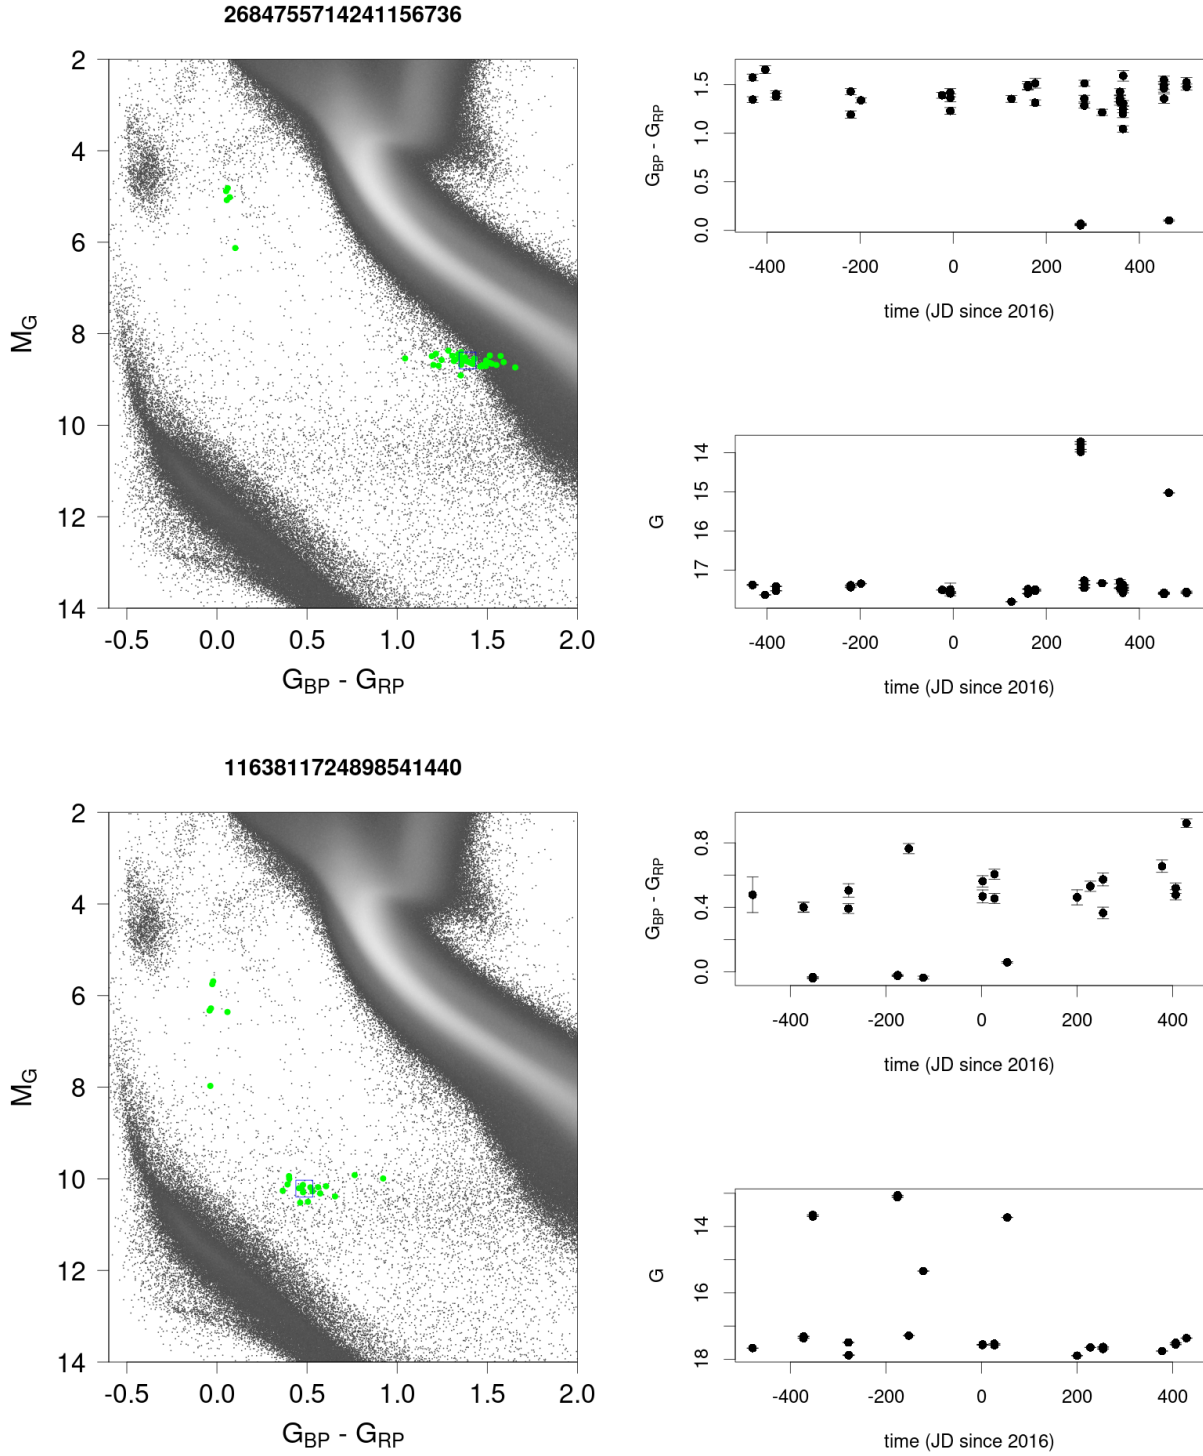 2684755714241156736
2
4
6
8
10
12
14
M_G
-0.5 0.0 0.5 1.0 1.5 2.0
G_BP - G_RP
0.0 0.5 1.0 1.5
G_BP - G_RP
-400 -200 0 200 400
time (JD since 2016)
14 15 16 17
G
-400 -200 0 200 400
time (JD since 2016)
1163811724898541440
2
4
6
8
10
12
14
M_G
-0.5 0.0 0.5 1.0 1.5 2.0
G_BP - G_RP
0.0 0.4 0.8
G_BP - G_RP
-400 -200 0 200 400
time (JD since 2016)
14 16 18
G
-400 -200 0 200 400
time (JD since 2016)